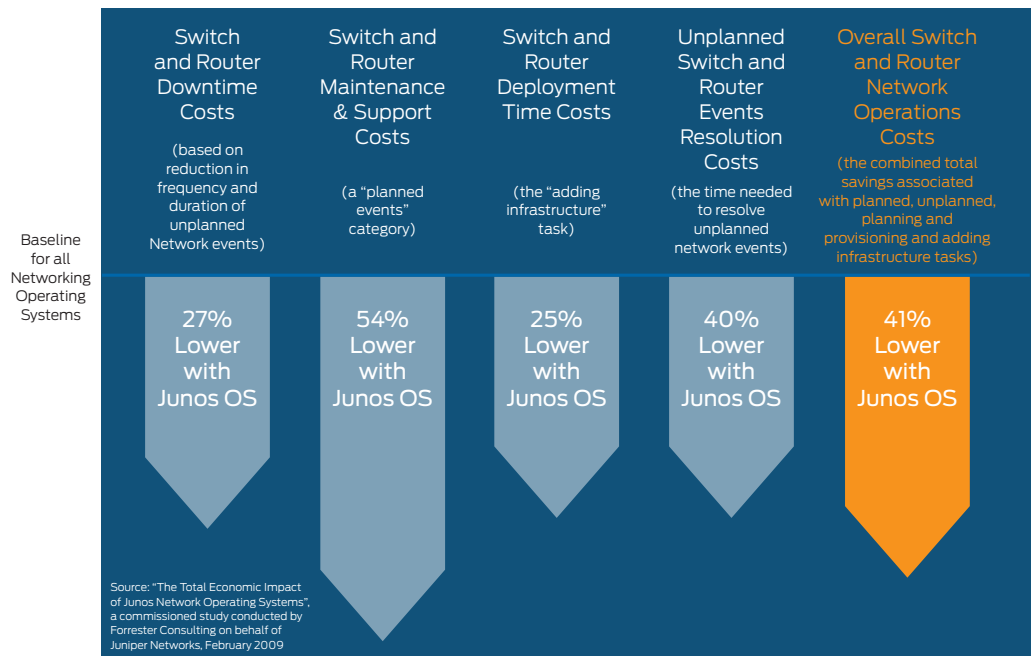 Switch
and Router
Downtime
Costs
(based on
reduction in
frequency and
duration of
unplanned
Network events)
Switch and
Router
Maintenance
& Support
Costs
(a “planned
events”
category)
Switch and
Router
Deployment
Time Costs
(the “adding
infrastructure”
task)
Unplanned
Switch and
Router
Events
Resolution
Costs
(the time needed
to resolve
unplanned
network events)
Overall Switch
and Router
Network
Operations
Costs
(the combined total
savings associated
with planned, unplanned,
planning and
provisioning and adding
infrastructure tasks)
Baseline
for all
Networking
Operating
Systems
27%
Lower
with
Junos OS
54%
Lower
with
Junos OS
25%
Lower
with
Junos OS
40%
Lower
with
Junos OS
41%
Lower
with
Junos OS
Source: “The Total Economic Impact
of Junos Network Operating Systems”,
a commissioned study conducted by
Forrester Consulting on behalf of
Juniper Networks, February 2009